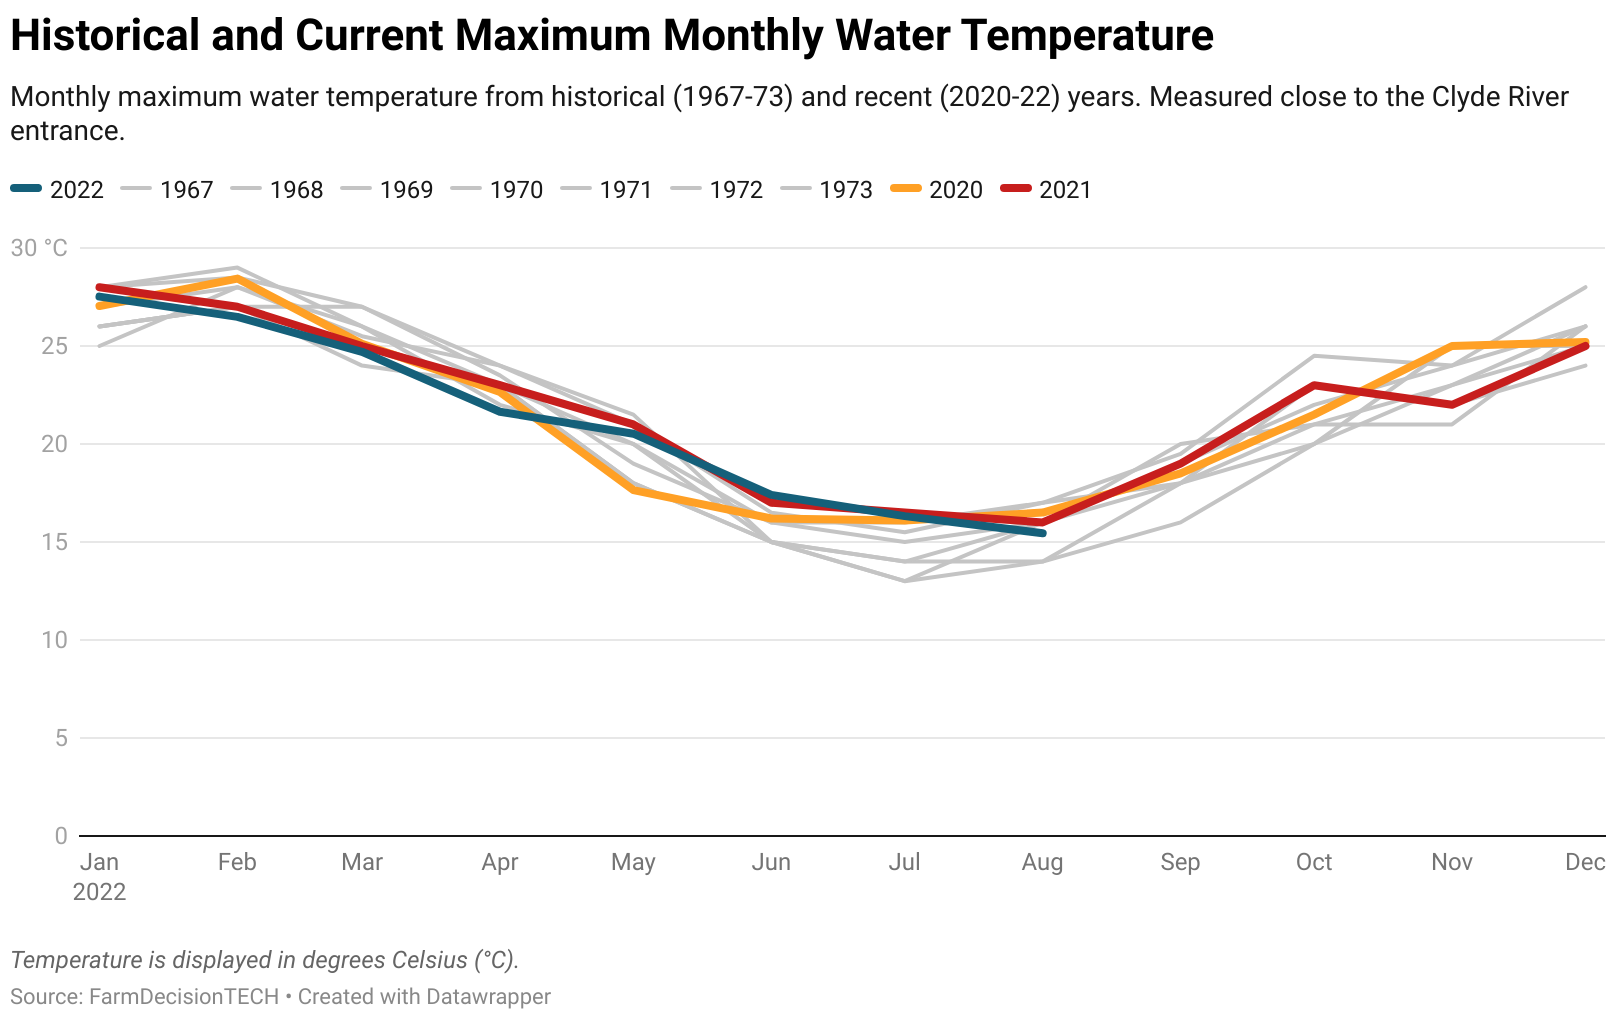 Historical and Current Maximum Monthly Water Temperature
Monthly maximum water temperature from historical (1967-73) and recent (2020-22) years. Measured close to the Clyde River
entrance.
2022 1967 1968 1969 1970 1971 1972 1973 2020 2021
30 °C
25
20
15
10
5
0
Jan Feb Mar Apr May Jun Jul Aug Sep Oct Nov Dec
2022
Temperature is displayed in degrees Celsius (°C).
Source: FarmDecisionTECH • Created with Datawrapper